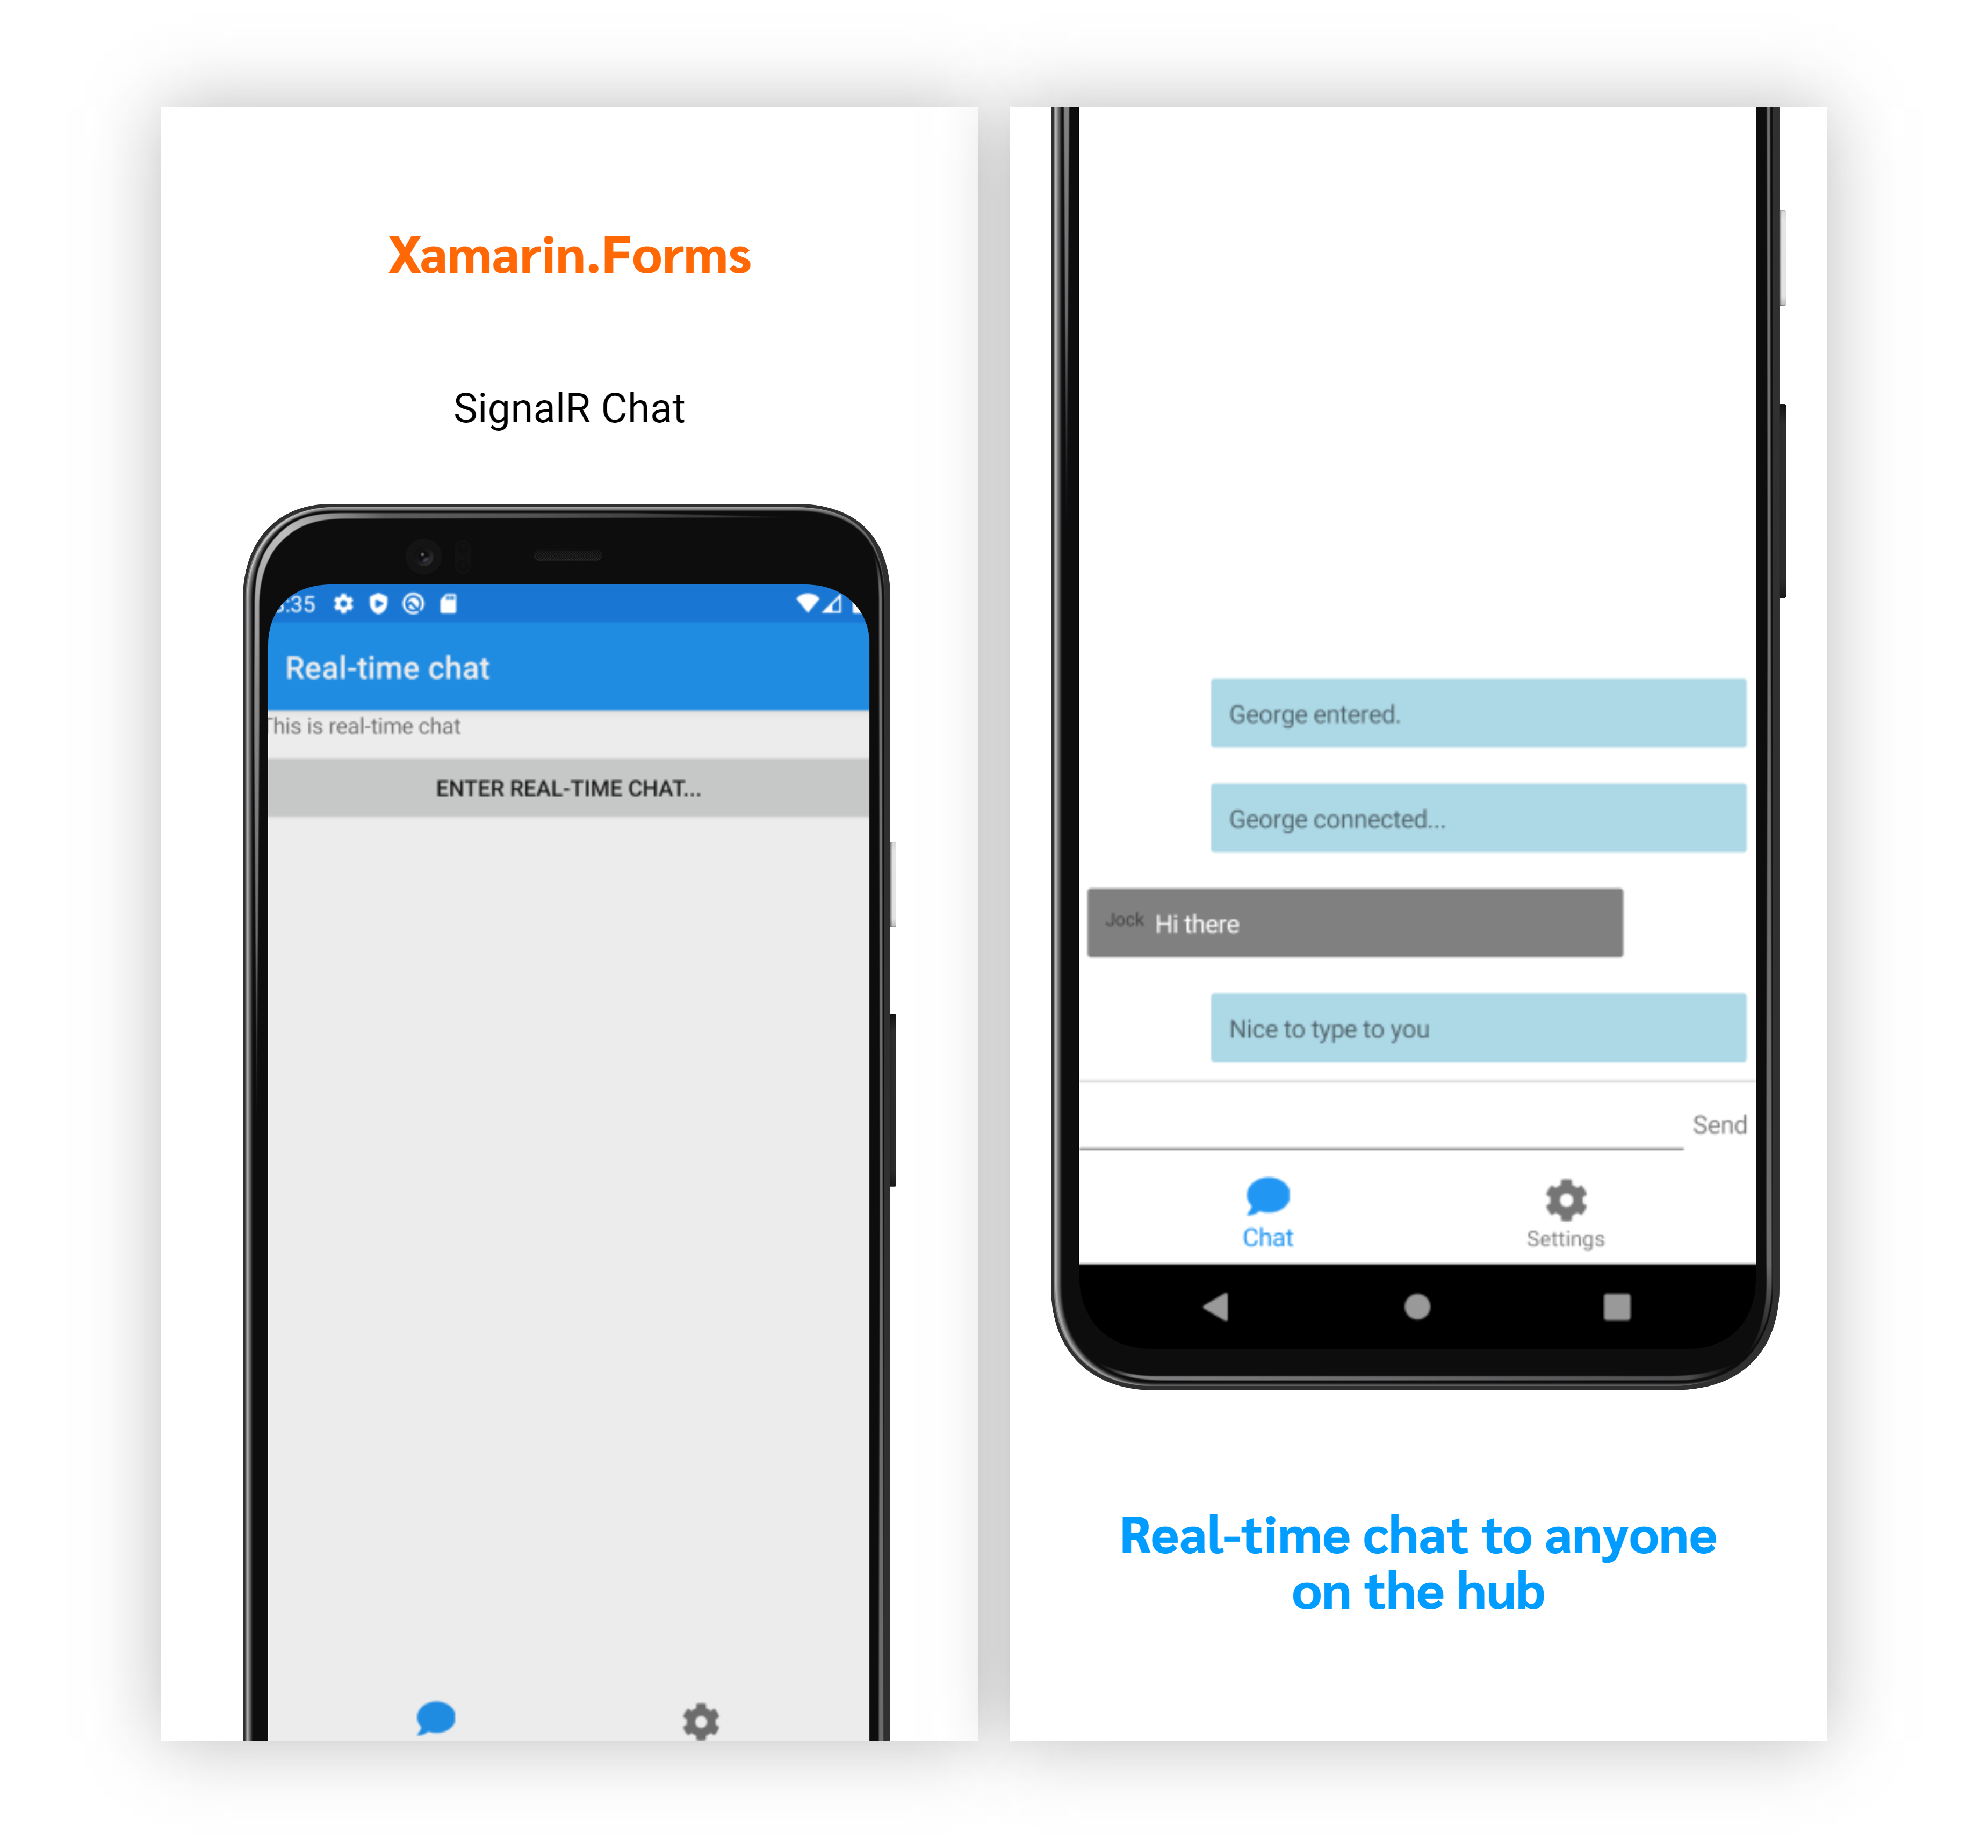 Xamarin.Forms
SignalR Chat
:35
Real-time chat
This is real-time chat
ENTER REAL-TIME CHAT...
George entered.
George connected...
Jock Hi there
Nice to type to you
Send
Chat
Settings
Real-time chat to anyone
on the hub